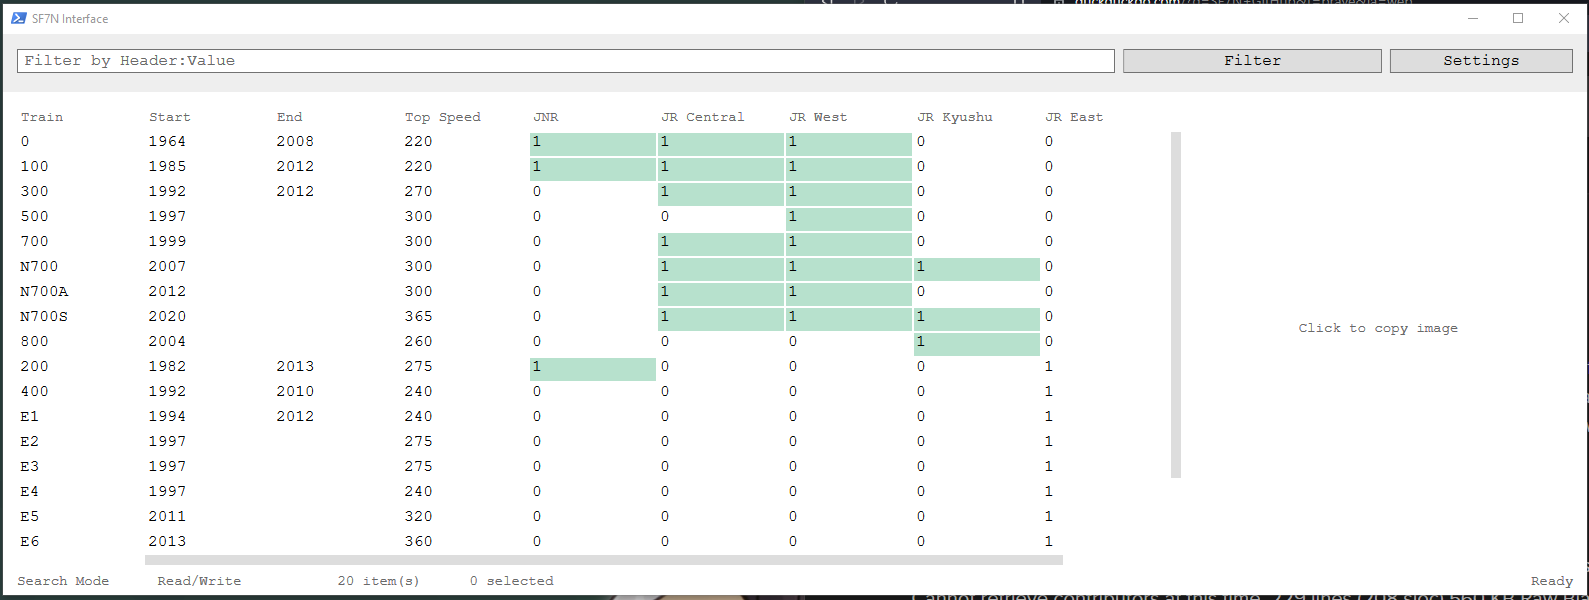 SF7N Interface
Filter by Header:Value Filter Settings
Train Start End Top Speed JNR JR Central JR West JR Kyushu JR East
0 1964 2008 220 1 1 1 0 0
100 1985 2012 220 1 1 1 0 0
300 1992 2012 270 0 1 1 0 0
500 1997 300 0 0 1 0 0
700 1999 300 0 1 1 0 0
N700 2007 300 0 1 1 1 0
N700A 2012 300 0 1 1 0 0
N700S 2020 365 0 1 1 1 0
Click to copy image
800 2004 260 0 0 0 1 0
200 1982 2013 275 1 0 0 0 1
400 1992 2010 240 0 0 0 0 1
E1 1994 2012 240 0 0 0 0 1
E2 1997 275 0 0 0 0 1
E3 1997 275 0 0 0 0 1
E4 1997 240 0 0 0 0 1
E5 2011 320 0 0 0 0 1
E6 2013 360 0 0 0 0 1
Search Mode Read/Write 20 item(s) 0 selected Ready